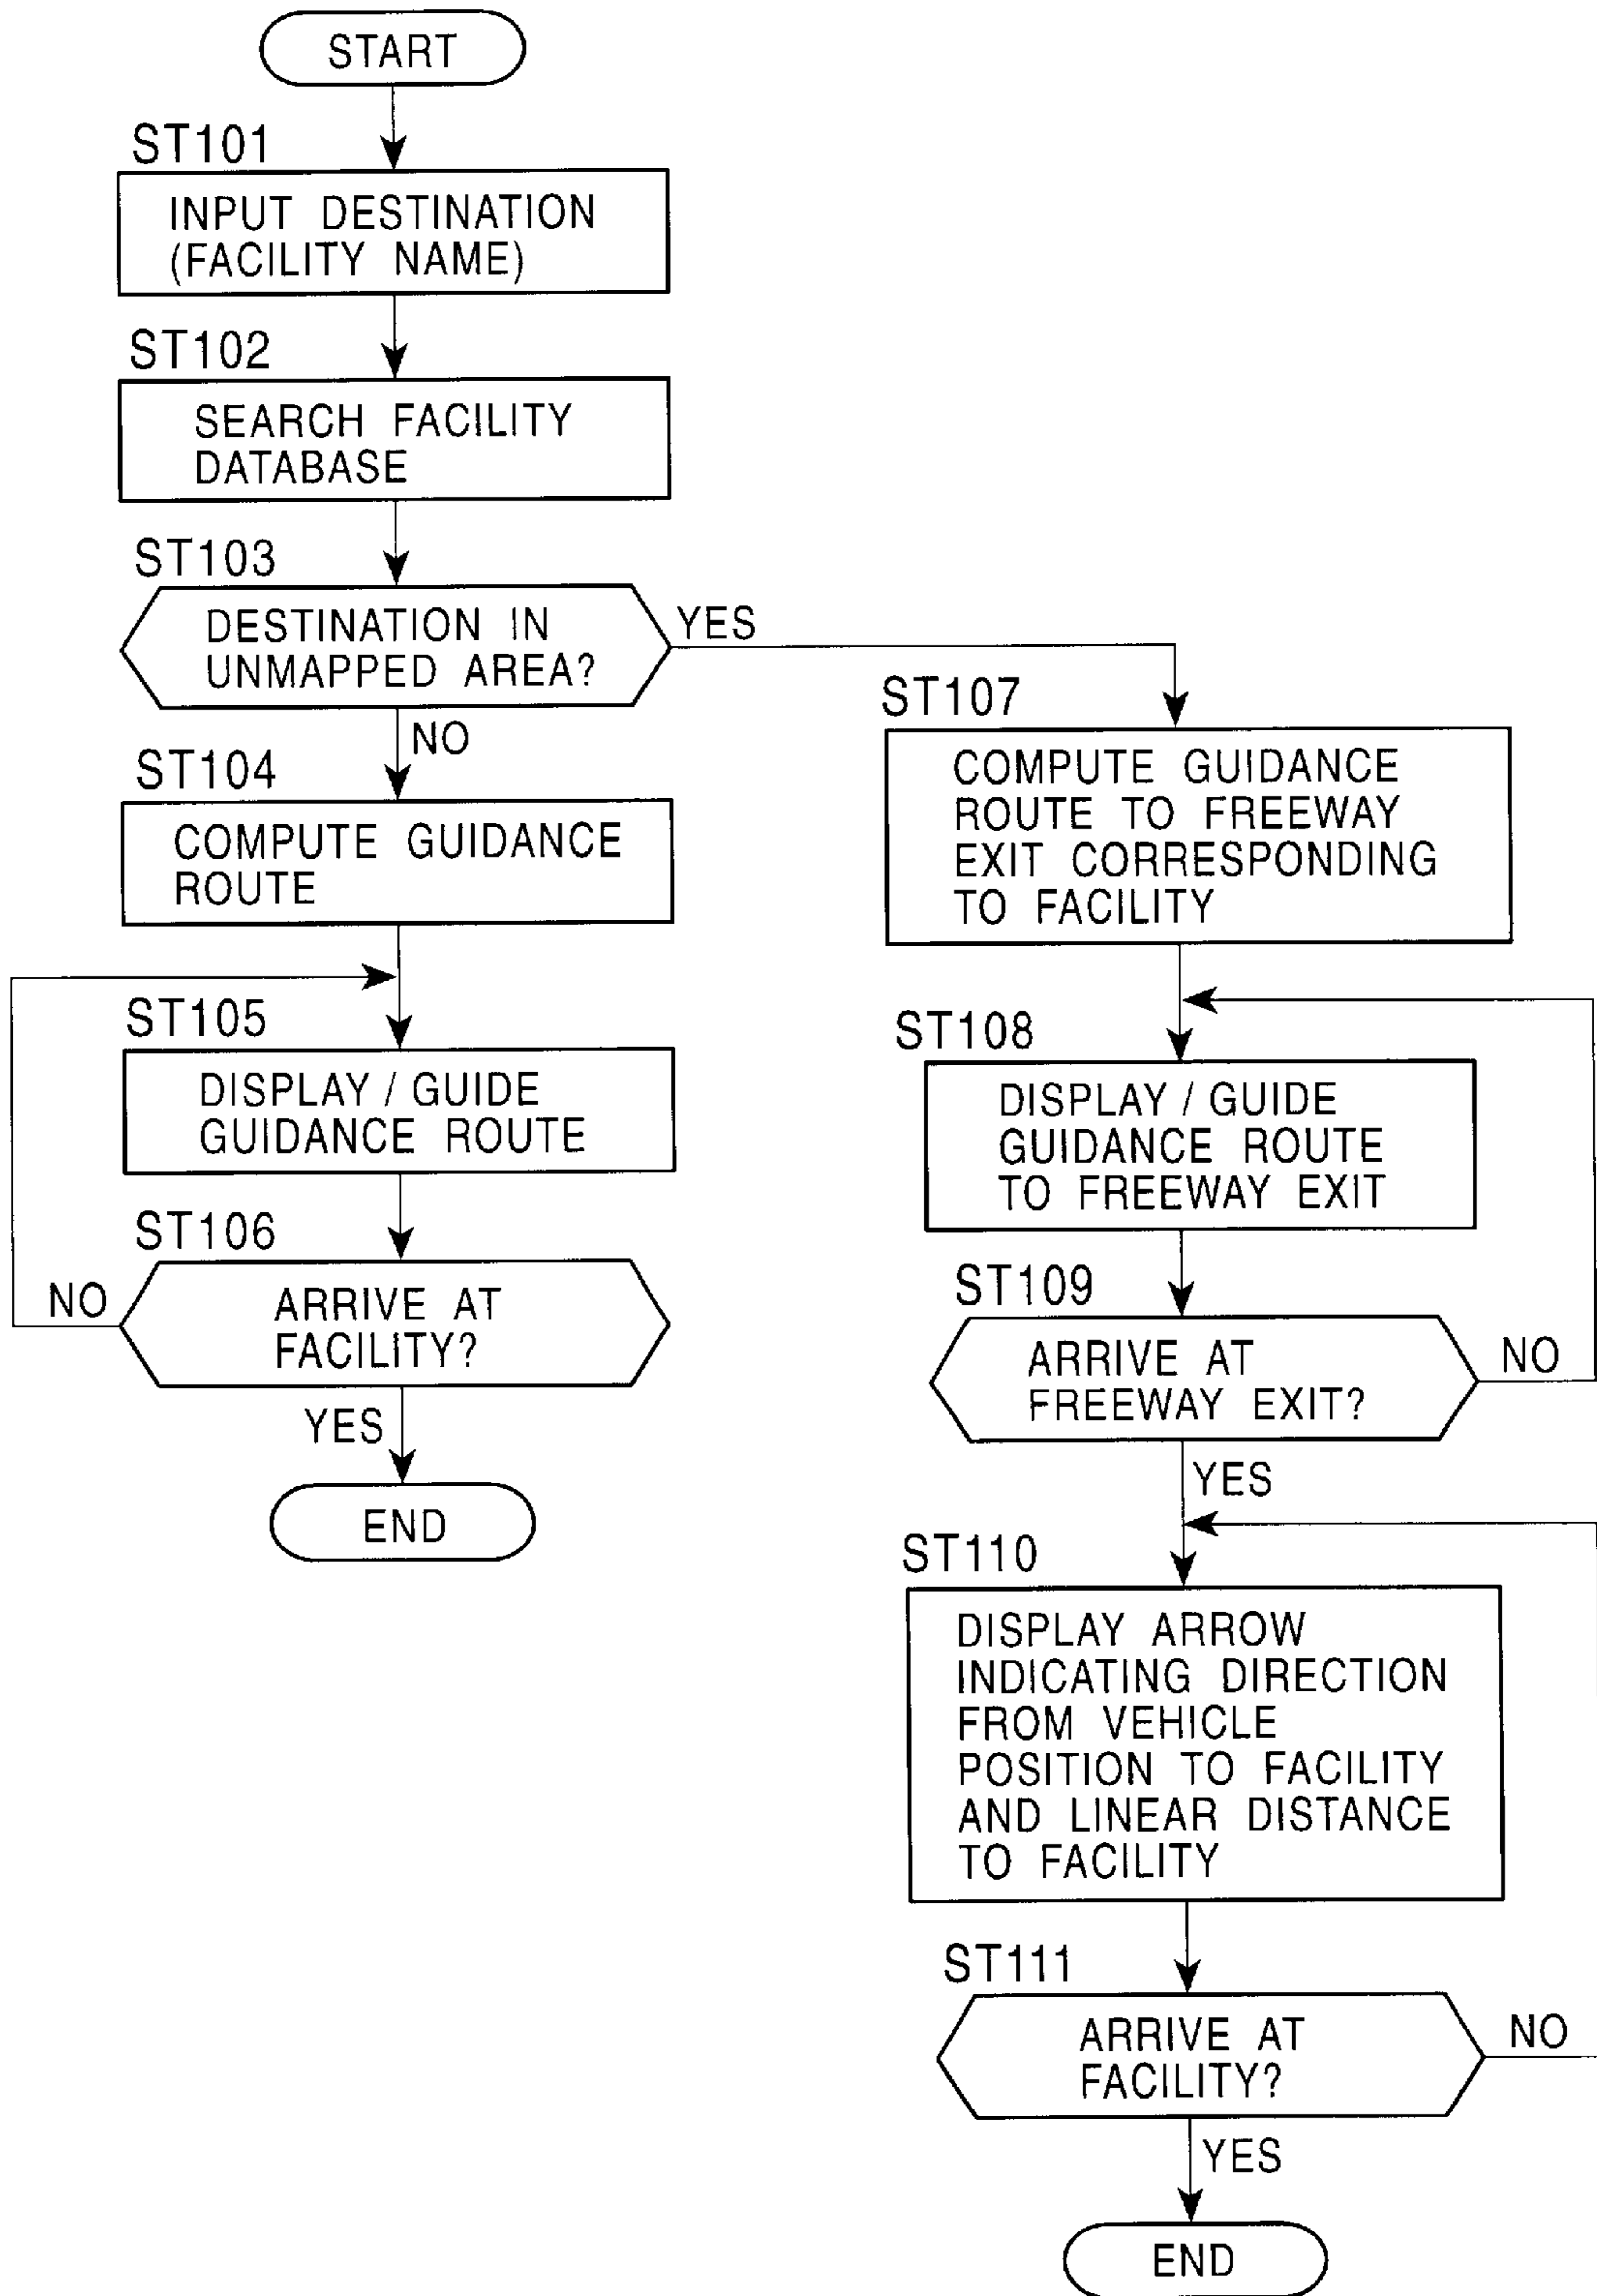 START
ST101
INPUT DESTINATION
(FACILITY NAME)
ST102
SEARCH FACILITY
DATABASE
ST103
DESTINATION IN
UNMAPPED AREA?
YES
NO
ST104
COMPUTE GUIDANCE
ROUTE
ST105
DISPLAY / GUIDE
GUIDANCE ROUTE
ST106
ARRIVE AT
FACILITY?
NO
YES
END
ST107
COMPUTE GUIDANCE
ROUTE TO FREEWAY
EXIT CORRESPONDING
TO FACILITY
ST108
DISPLAY / GUIDE
GUIDANCE ROUTE
TO FREEWAY EXIT
ST109
ARRIVE AT
FREEWAY EXIT?
NO
YES
ST110
DISPLAY ARROW
INDICATING DIRECTION
FROM VEHICLE
POSITION TO FACILITY
AND LINEAR DISTANCE
TO FACILITY
ST111
ARRIVE AT
FACILITY?
NO
YES
END